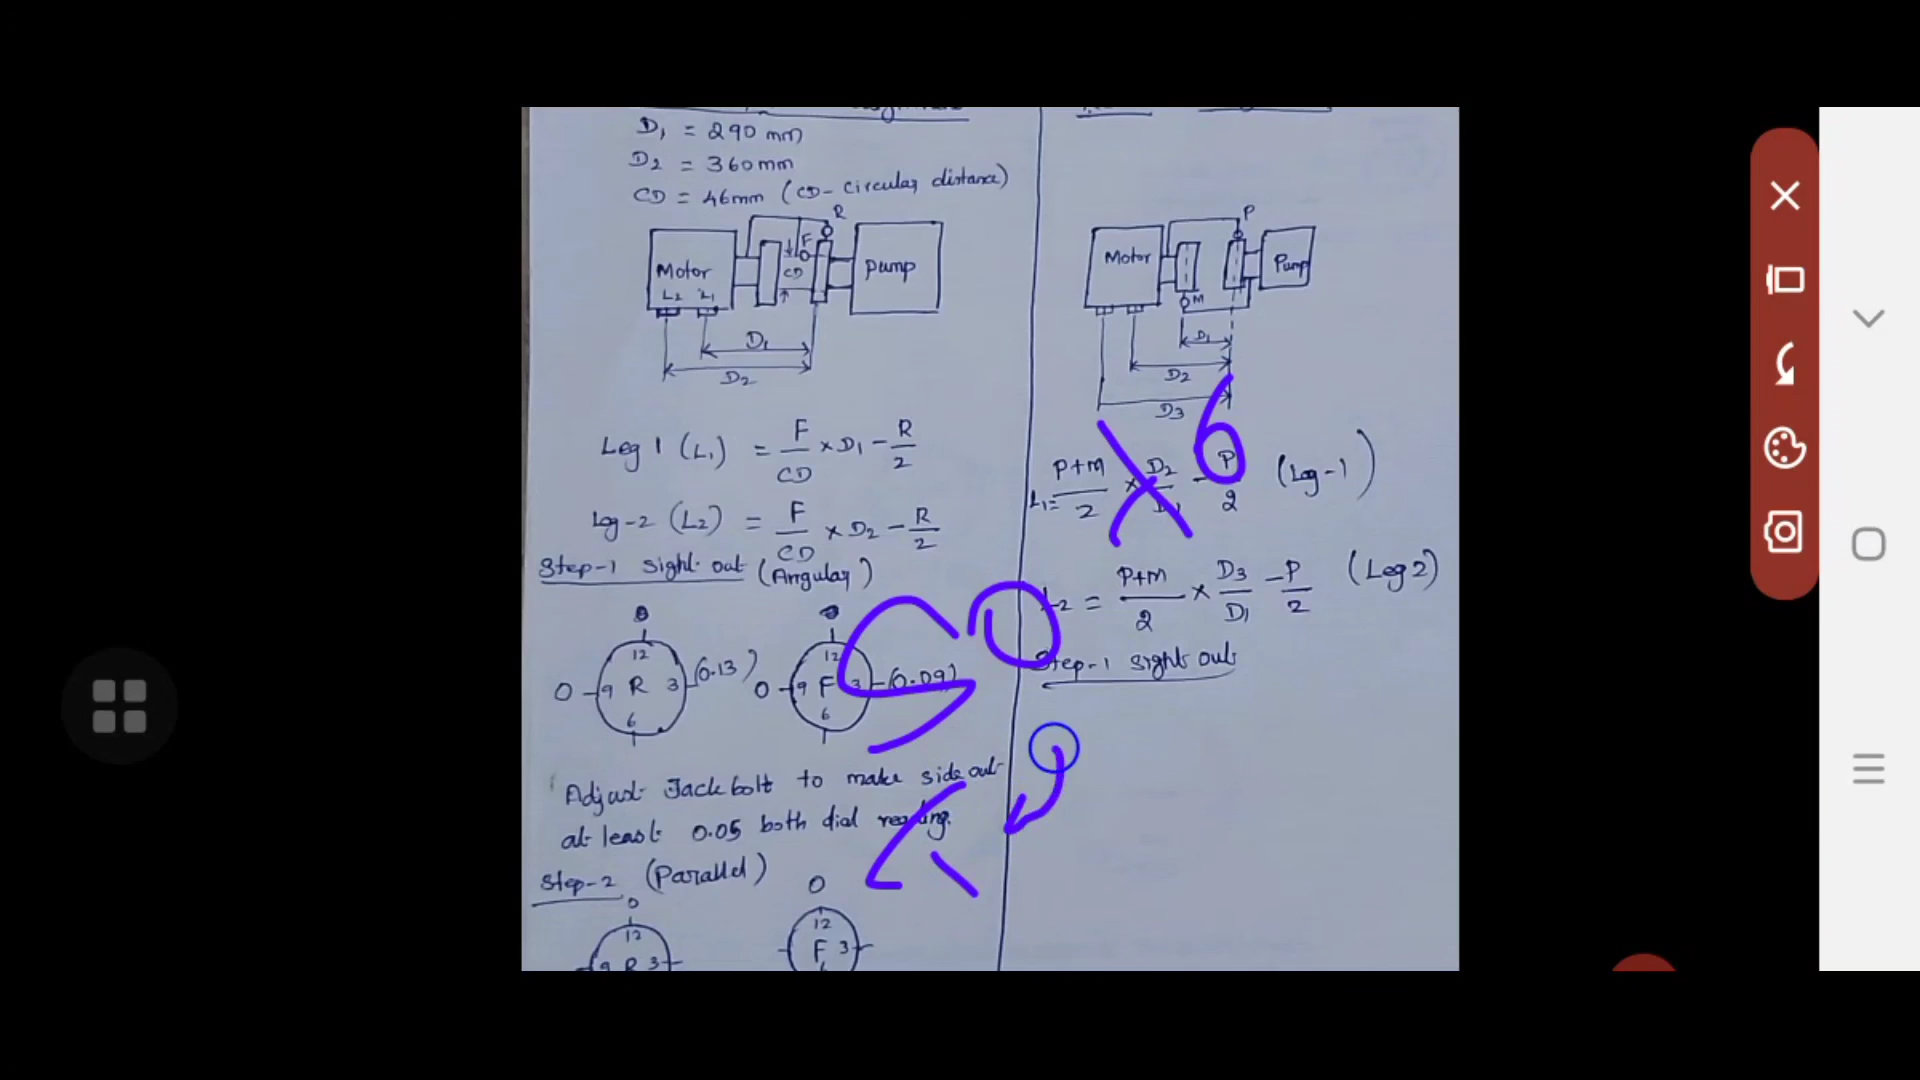 D₁ = 290 mm
D₂ = 360mm
CD = 46mm (CD- circular distance)
R
F
CD
Motor
L₂ L₁
Pump
D₁
D₂
Leg 1 (L₁) = F/CD × D₁ - R/2
Leg-2 (L₂) = F/CD × D₂ - R/2
Step-1 sight out (Angular)
12
9 R 3 (0.13)
0
6
12
0 9 F 3 (0.09)
6
Adjust Jack bolt to make side out
at least 0.05 both dial reading.
Step-2 (Parallel)
0
12
9 R 3
0
12
F 3
P
Motor
Pump
M
D₁
D₂
D₃
6
L₁= P+M/2 × D₂/D₁ - P/2 (Leg-1)
L₂ = P+M/2 × D₃/D₁ - P/2 (Leg 2)
Step-1 sight out